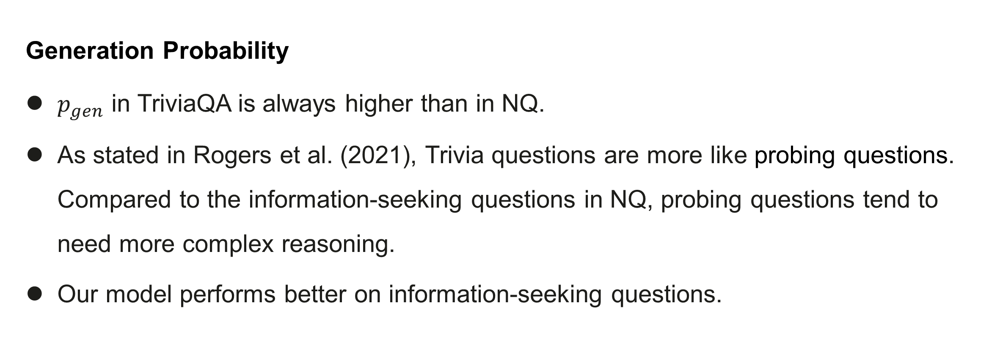 Generation Probability
● p_gen in TriviaQA is always higher than in NQ.
● As stated in Rogers et al. (2021), Trivia questions are more like probing questions.
Compared to the information-seeking questions in NQ, probing questions tend to
need more complex reasoning.
● Our model performs better on information-seeking questions.